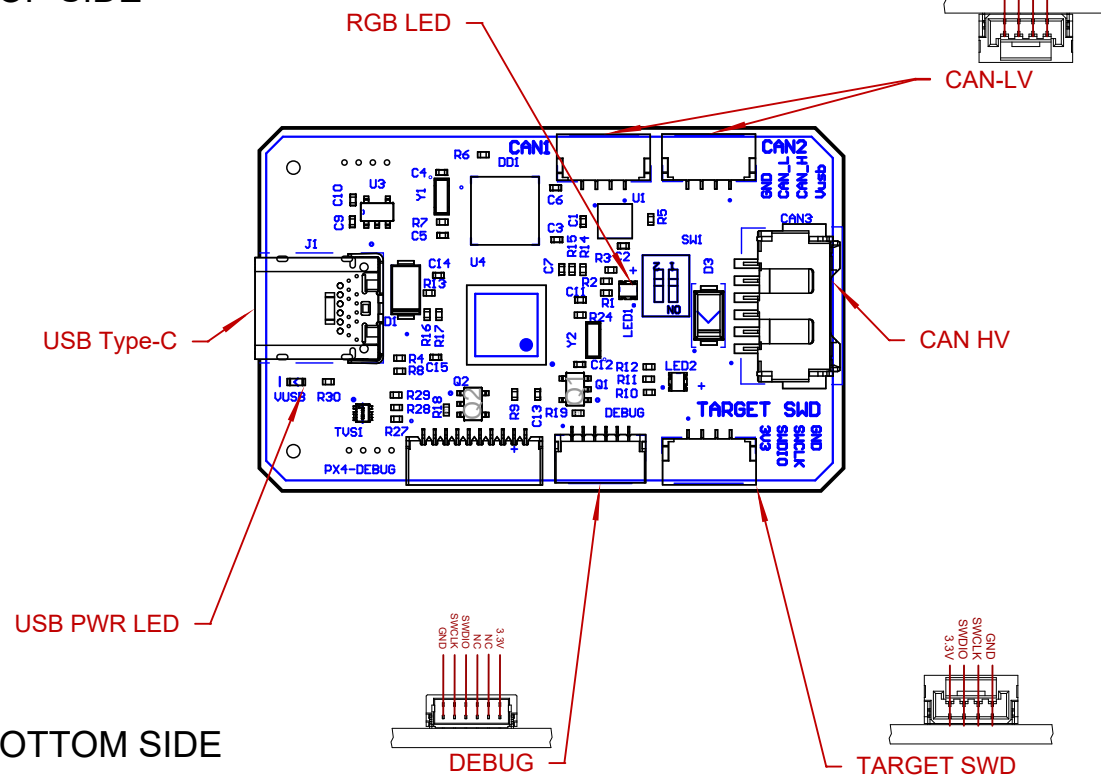 OP SIDE
RGB LED
CAN-LV
CAN1
CAN2
R6
DD1
GND
CAN_L
CAN_H
Vusb
C4
Y1
U3
C10
C9
R7
C5
C6
U1
C1
R5
CAN3
J1
C3
R15
R14
C2
SW1
D3
C14
U4
C7
R3
+
R2
R1
2
1
ON
R13
C11
R24
LED1
USB Type-C
D1
R16
R17
Y2
CAN HV
R4
R8
C15
C12
R12
R11
R10
LED2
+
VUSB
R30
Q2
Q2
Q1
Q1
R29
R28
R27
R18
R9
C13
R19
DEBUG
TARGET SWD
TVS1
3V3
SWDIO
SWCLK
GND
PX4-DEBUG
+
USB PWR LED
GND
SWCLK
SWDIO
NC
NC
3.3V
3.3V
SWDIO
SWCLK
GND
OTTOM SIDE
DEBUG
TARGET SWD